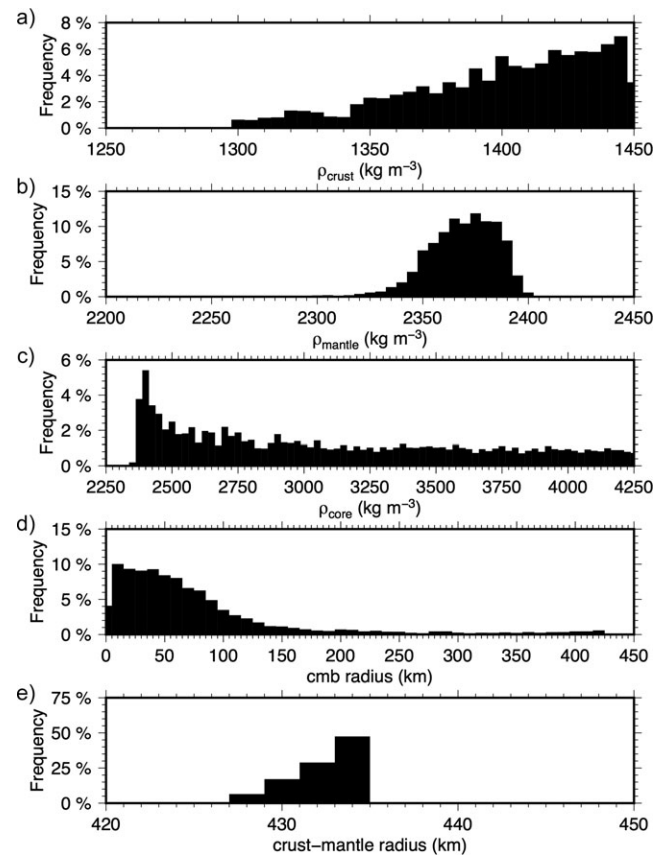 a)
8 %
6 %
4 %
2 %
0 %
Frequency
1250 1300 1350 1400 1450
ρcrust (kg m⁻³)
b)
15 %
10 %
5 %
0 %
Frequency
2200 2250 2300 2350 2400 2450
ρmantle (kg m⁻³)
c)
6 %
4 %
2 %
0 %
Frequency
2250 2500 2750 3000 3250 3500 3750 4000 4250
ρcore (kg m⁻³)
d)
15 %
10 %
5 %
0 %
Frequency
0 50 100 150 200 250 300 350 400 450
cmb radius (km)
e)
75 %
50 %
25 %
0 %
Frequency
420 430 440 450
crust−mantle radius (km)